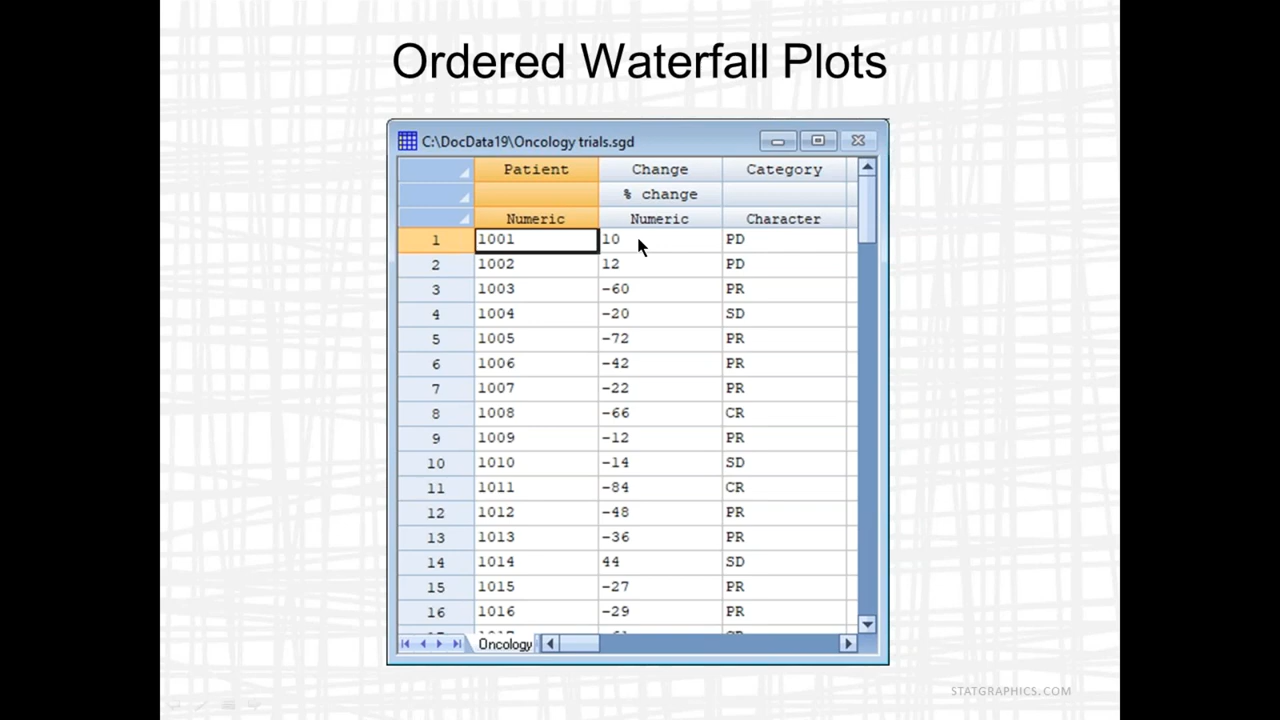 Ordered Waterfall Plots
C:\DocData19\Oncology trials.sgd
Patient Change Category
% change
Numeric Numeric Character
1 1001 10 PD
2 1002 12 PD
3 1003 -60 PR
4 1004 -20 SD
5 1005 -72 PR
6 1006 -42 PR
7 1007 -22 PR
8 1008 -66 CR
9 1009 -12 PR
10 1010 -14 SD
11 1011 -84 CR
12 1012 -48 PR
13 1013 -36 PR
14 1014 44 SD
15 1015 -27 PR
16 1016 -29 PR
Oncology
STATGRAPHICS.COM